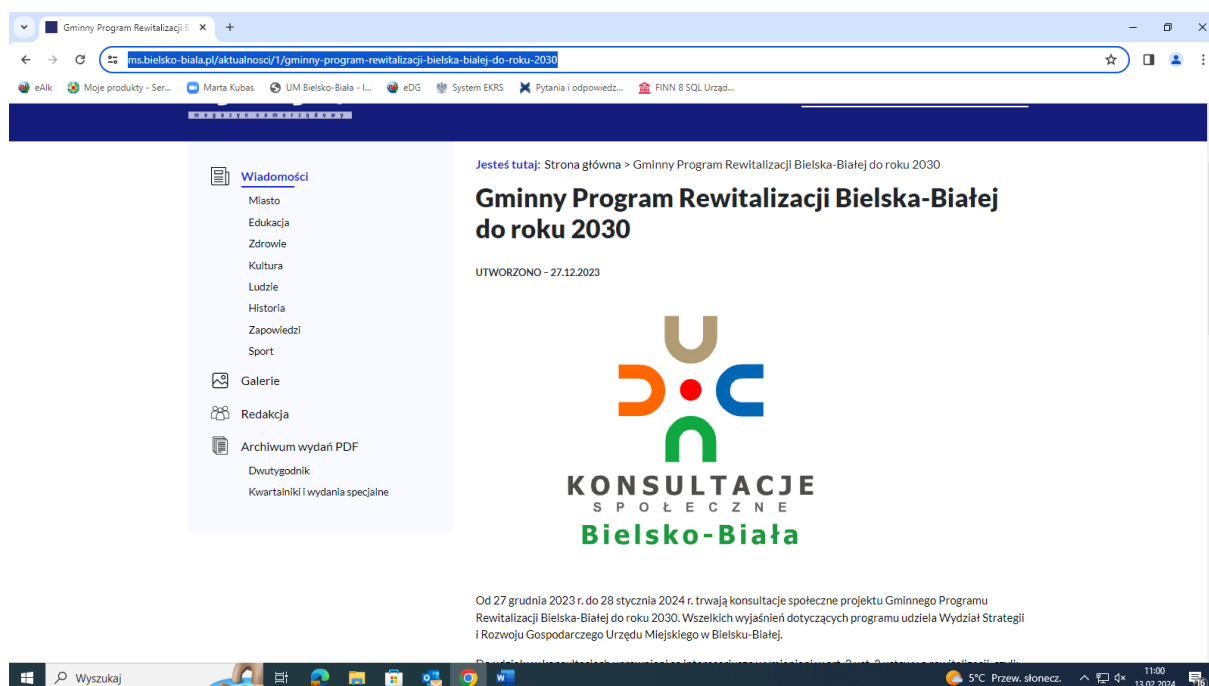 Gminny Program Rewitalizacji B
ms.bielsko-biala.pl/aktualnosci/1/gminny-program-rewitalizacji-bielska-bialej-do-roku-2030
eAlk
Moje produkty - Ser...
Marta Kubas
UM Bielsko-Biała - I...
eDG
System EKRS
Pytania i odpowiedz...
FINN 8 SQL Urząd...
magazyn samorządowy
Wiadomości
Miasto
Edukacja
Zdrowie
Kultura
Ludzie
Historia
Zapowiedzi
Sport
Galerie
Redakcja
Archiwum wydań PDF
Dwutygodnik
Kwartalniki i wydania specjalne
Jesteś tutaj: Strona główna > Gminny Program Rewitalizacji Bielska-Białej do roku 2030
Gminny Program Rewitalizacji Bielska-Białej
do roku 2030
UTWORZONO – 27.12.2023
KONSULTACJE
SPOŁECZNE
Bielsko-Biała
Od 27 grudnia 2023 r. do 28 stycznia 2024 r. trwają konsultacje społeczne projektu Gminnego Programu
Rewitalizacji Bielska-Białej do roku 2030. Wszelkich wyjaśnień dotyczących programu udziela Wydział Strategii
i Rozwoju Gospodarczego Urzędu Miejskiego w Bielsku-Białej.
Wyszukaj
5°C Przew. słonecz.
11:00
13.02.2024
16